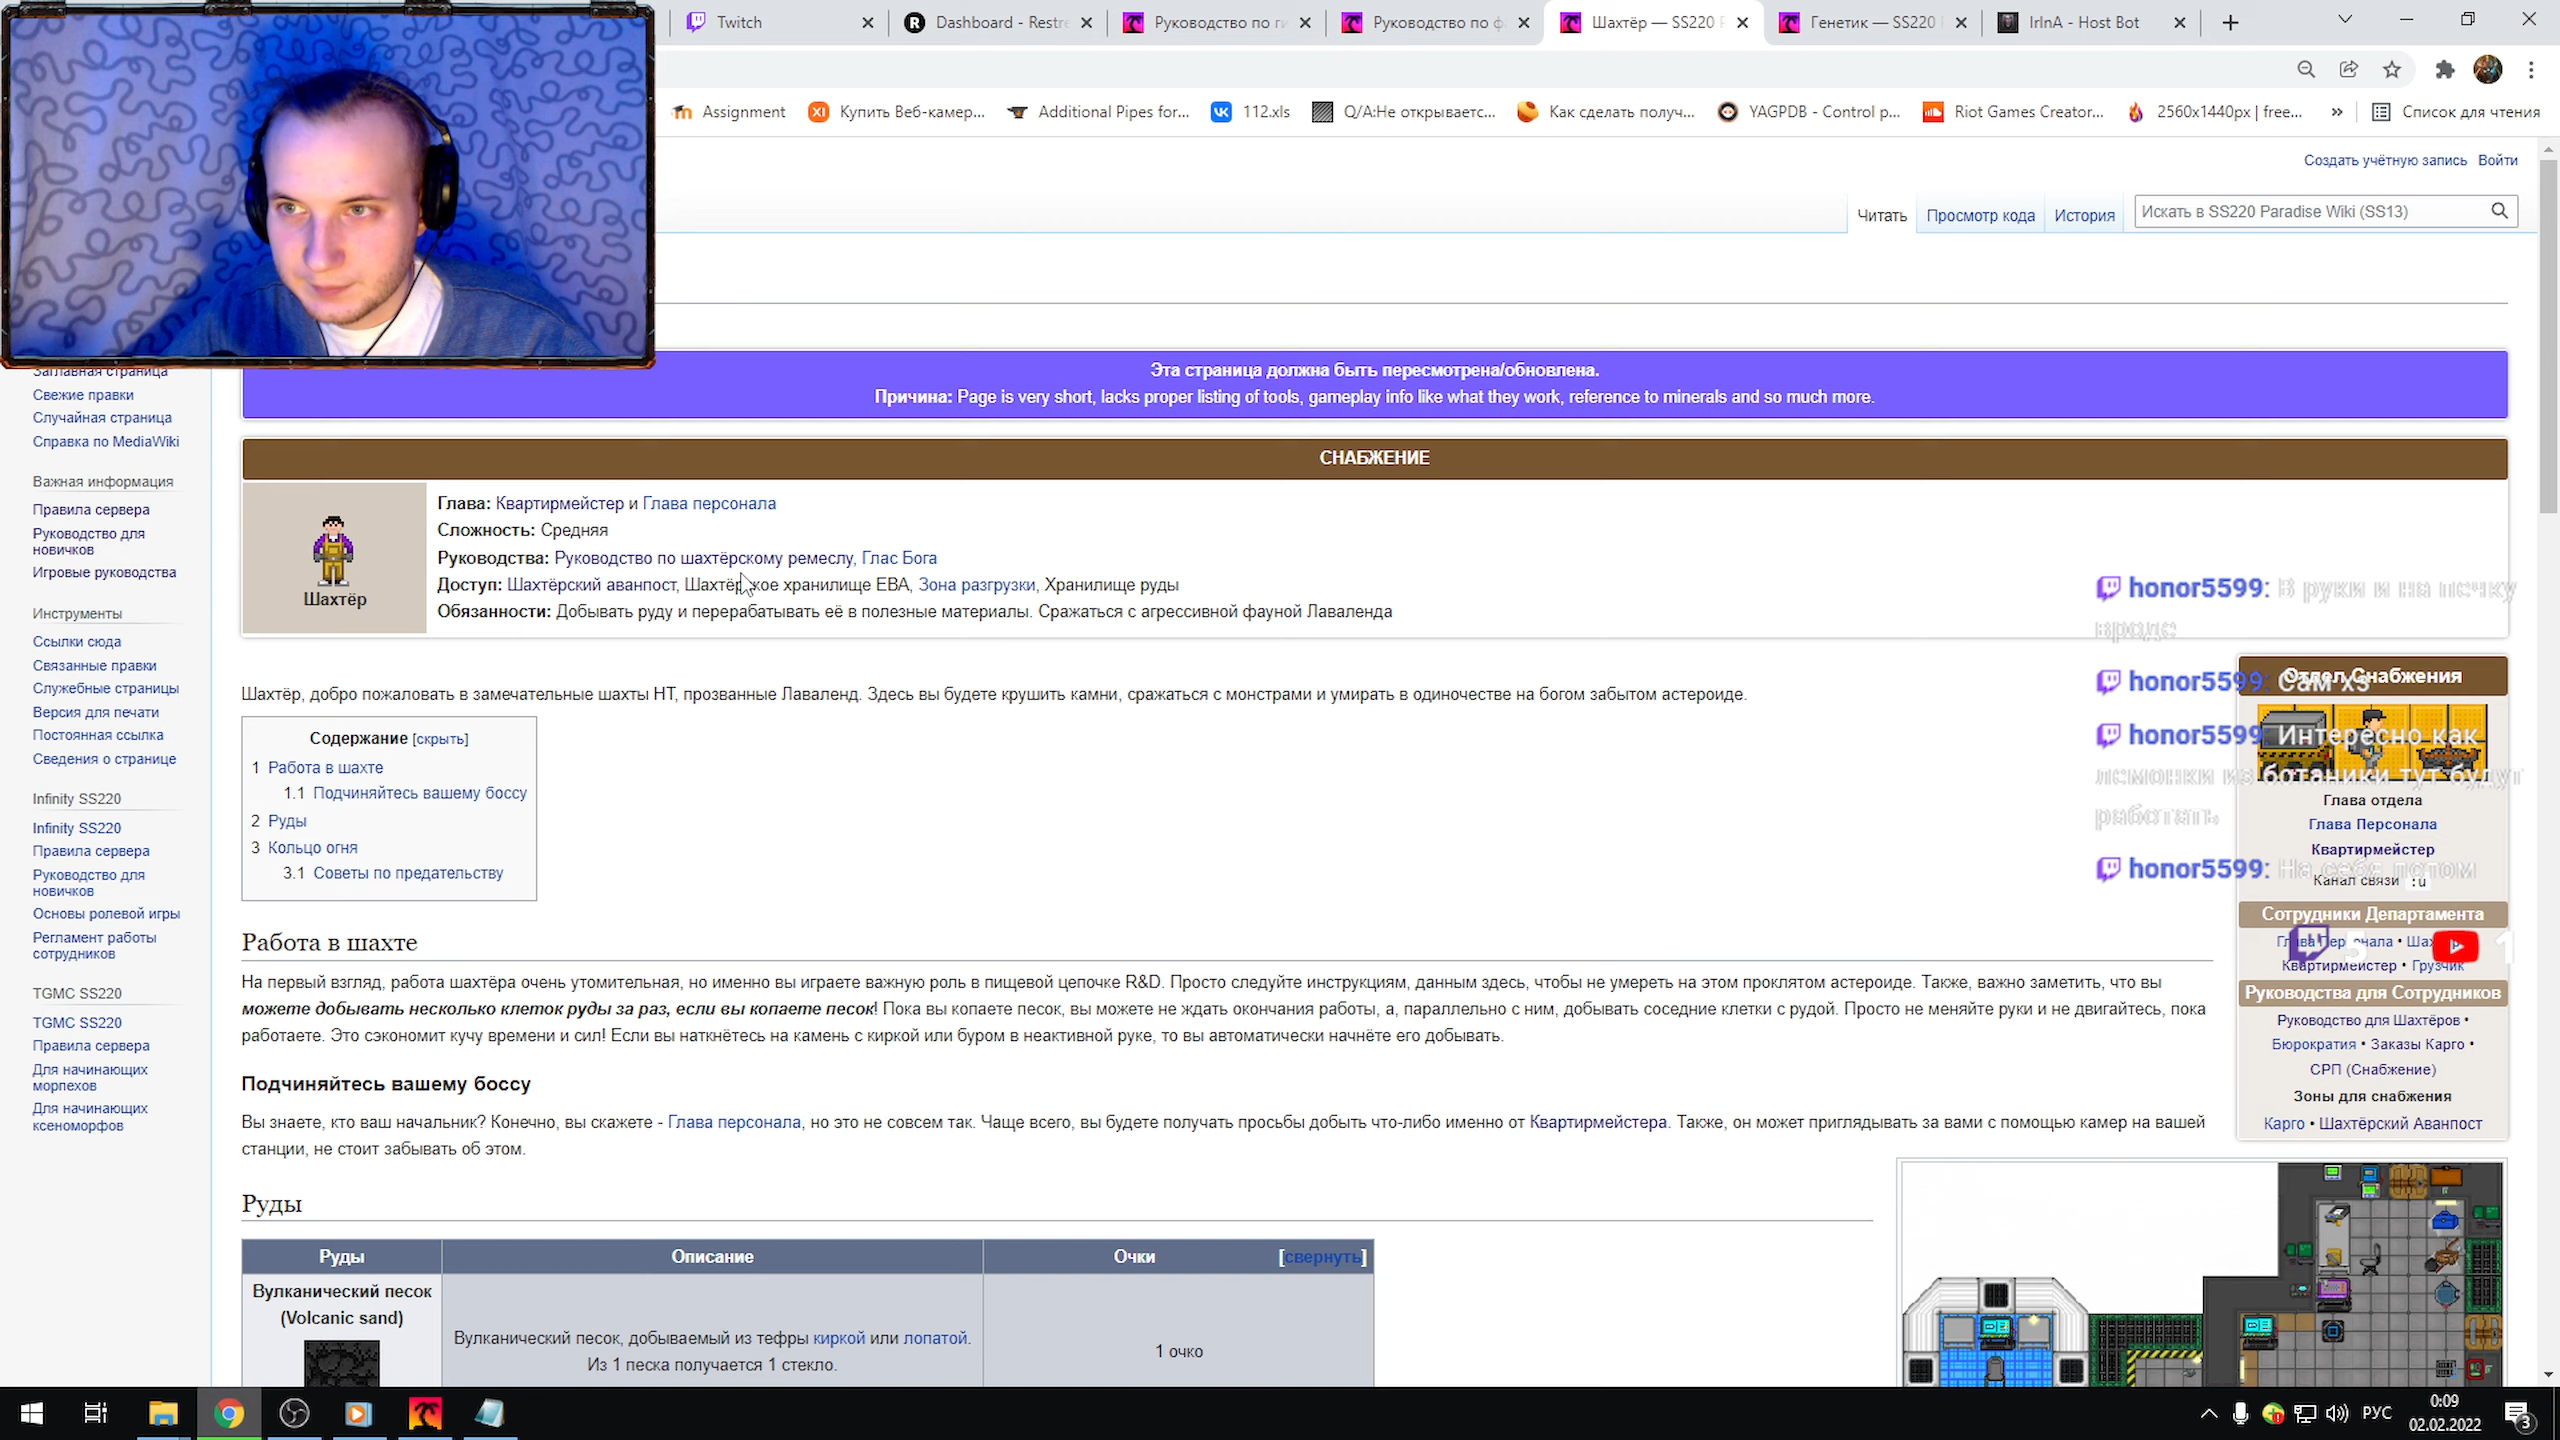 Twitch
Dashboard - Restre
Руководство по ги
Руководство по ф
Шахтёр — SS220 P
Генетик — SS220
IrlnA - Host Bot
Assignment
Купить Веб-камер...
Additional Pipes for...
112.xls
Q/A:Не открывает...
Как сделать получ...
YAGPDB - Control p...
Riot Games Creator...
2560x1440px | free...
»
Список для чтения
Создать учётную запись Войти
Читать
Просмотр кода
История
Искать в SS220 Paradise Wiki (SS13)
Эта страница должна быть пересмотрена/обновлена.
Причина: Page is very short, lacks proper listing of tools, gameplay info like what they work, reference to minerals and so much more.
Заглавная страница
Свежие правки
Случайная страница
Справка по MediaWiki
Важная информация
Правила сервера
Руководство для
новичков
Игровые руководства
Инструменты
Ссылки сюда
Связанные правки
Служебные страницы
Версия для печати
Постоянная ссылка
Сведения о странице
Infinity SS220
Infinity SS220
Правила сервера
Руководство для
новичков
Основы ролевой игры
Регламент работы
сотрудников
TGMC SS220
TGMC SS220
Правила сервера
Для начинающих
морпехов
Для начинающих
ксеноморфов
СНАБЖЕНИЕ
Шахтёр
Глава: Квартирмейстер и Глава персонала
Сложность: Средняя
Руководства: Руководство по шахтёрскому ремеслу, Глас Бога
Доступ: Шахтёрский аванпост, Шахтёрское хранилище ЕВА, Зона разгрузки, Хранилище руды
Обязанности: Добывать руду и перерабатывать её в полезные материалы. Сражаться с агрессивной фауной Лаваленда
Шахтёр, добро пожаловать в замечательные шахты НТ, прозванные Лаваленд. Здесь вы будете крушить камни, сражаться с монстрами и умирать в одиночестве на богом забытом астероиде.
Содержание [скрыть]
1 Работа в шахте
1.1 Подчиняйтесь вашему боссу
2 Руды
3 Кольцо огня
3.1 Советы по предательству
Работа в шахте
На первый взгляд, работа шахтёра очень утомительная, но именно вы играете важную роль в пищевой цепочке R&D. Просто следуйте инструкциям, данным здесь, чтобы не умереть на этом проклятом астероиде. Также, важно заметить, что вы
можете добывать несколько клеток руды за раз, если вы копаете песок! Пока вы копаете песок, вы можете не ждать окончания работы, а, параллельно с ним, добывать соседние клетки с рудой. Просто не меняйте руки и не двигайтесь, пока
работаете. Это сэкономит кучу времени и сил! Если вы наткнётесь на камень с киркой или буром в неактивной руке, то вы автоматически начнёте его добывать.
Подчиняйтесь вашему боссу
Вы знаете, кто ваш начальник? Конечно, вы скажете - Глава персонала, но это не совсем так. Чаще всего, вы будете получать просьбы добыть что-либо именно от Квартирмейстера. Также, он может приглядывать за вами с помощью камер на вашей
станции, не стоит забывать об этом.
Руды
Руды
Описание
Очки
[свернуть]
Вулканический песок
(Volcanic sand)
Вулканический песок, добываемый из тефры киркой или лопатой.
Из 1 песка получается 1 стекло.
1 очко
honor5599: В руки и на печку
вроде
honor5599: Сам хз
honor5599: Интересно как
лемонки из ботаники тут будут
работать
honor5599: На себя потом
5
1
Отдел Снабжения
Глава отдела
Глава Персонала
Квартирмейстер
Канал связи :u
Сотрудники Департамента
Глава Персонала •
Квартирмейстер • Грузчик
Руководства для Сотрудников
Руководство для Шахтёров •
Бюрократия • Заказы Карго •
СРП (Снабжение)
Зоны для снабжения
Карго • Шахтёрский Аванпост
РУС
0:09
02.02.2022
3